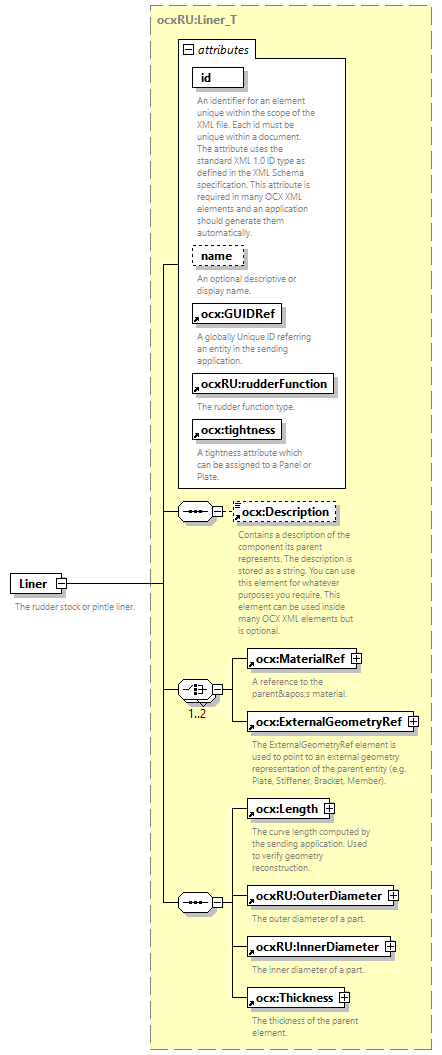 ocxRU:Liner_T
attributes
id
An identifier for an element
unique within the scope of the
XML file. Each id must be
unique within a document.
The attribute uses the
standard XML 1.0 ID type as
defined in the XML Schema
specification. This attribute is
required in many OCX XML
elements and an application
should generate them
automatically.
name
An optional descriptive or
display name.
ocx:GUIDRef
A globally Unique ID referring
an entity in the sending
application.
ocxRU:rudderFunction
The rudder function type.
ocx:tightness
A tightness attribute which
can be assigned to a Panel or
Plate.
ocx:Description
Contains a description of the
component its parent
represents. The description is
stored as a string. You can use
this element for whatever
purposes you require. This
element can be used inside
many OCX XML elements but
is optional.
Liner
The rudder stock or pintle liner.
ocx:MaterialRef
A reference to the
parent&apos;s material.
1..2
ocx:ExternalGeometryRef
The ExternalGeometryRef element is
used to point to an external geometry
representation of the parent entity (e.g.
Plate, Stiffener, Bracket, Member).
ocx:Length
The curve length computed by
the sending application. Used
to verify geometry
reconstruction.
ocxRU:OuterDiameter
The outer diameter of a part.
ocxRU:InnerDiameter
The inner diameter of a part.
ocx:Thickness
The thickness of the parent
element.